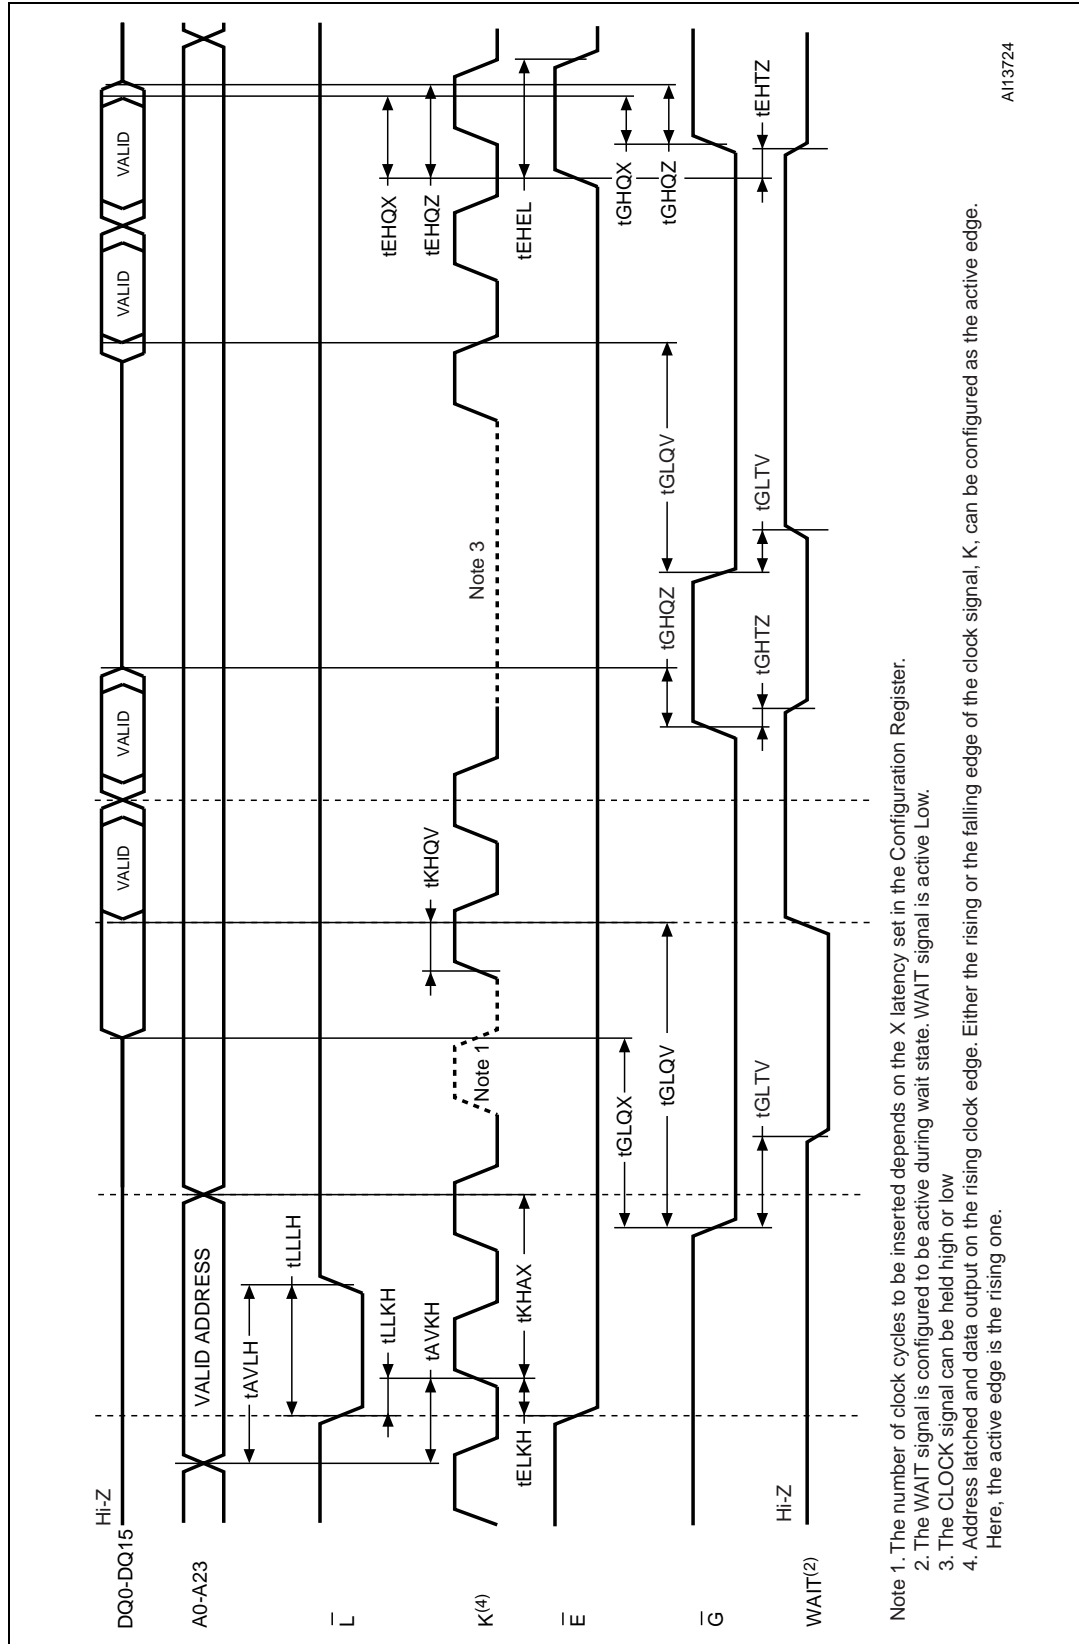 Hi-Z
DQ0-DQ15
VALID
VALID
VALID
VALID
A0-A23
VALID ADDRESS
tAVLH
L
tLLLH
tLLKH
tAVKH
tEHQX
tEHQZ
K(4)
Note 1
tKHQV
Note 3
tELKH
tKHAX
tEHEL
E
tGLQX
tGHQX
tGLQV
tGHQZ
tGLQV
tGHQZ
G
tGLTV
tGHTZ
tGLTV
tEHTZ
Hi-Z
WAIT(2)
Note 1. The number of clock cycles to be inserted depends on the X latency set in the Configuration Register.
2. The WAIT signal is configured to be active during wait state. WAIT signal is active Low.
3. The CLOCK signal can be held high or low
4. Address latched and data output on the rising clock edge. Either the rising or the falling edge of the clock signal, K, can be configured as the active edge.
Here, the active edge is the rising one.
AI13724